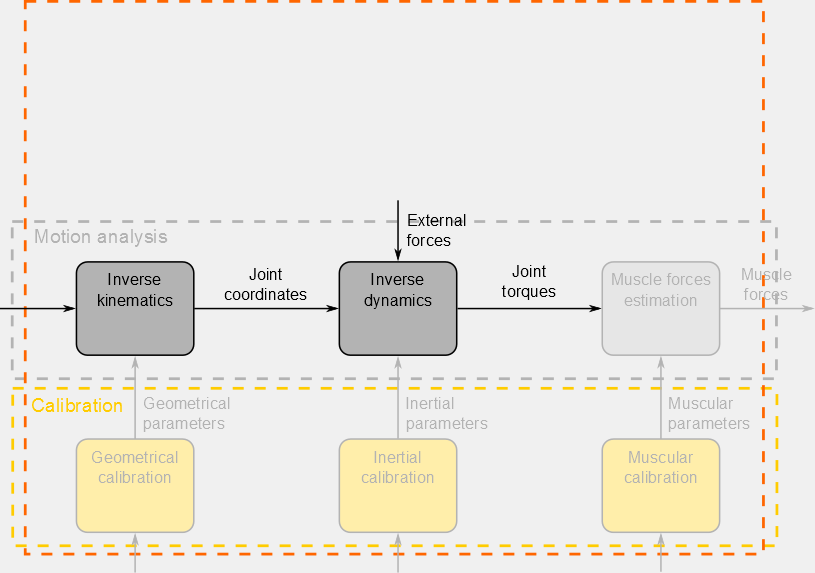 External
forces
Motion analysis
Inverse
kinematics
Joint
coordinates
Inverse
dynamics
Joint
torques
Muscle forces
estimation
Muscle
forces
Calibration
Geometrical
parameters
Inertial
parameters
Muscular
parameters
Geometrical
calibration
Inertial
calibration
Muscular
calibration